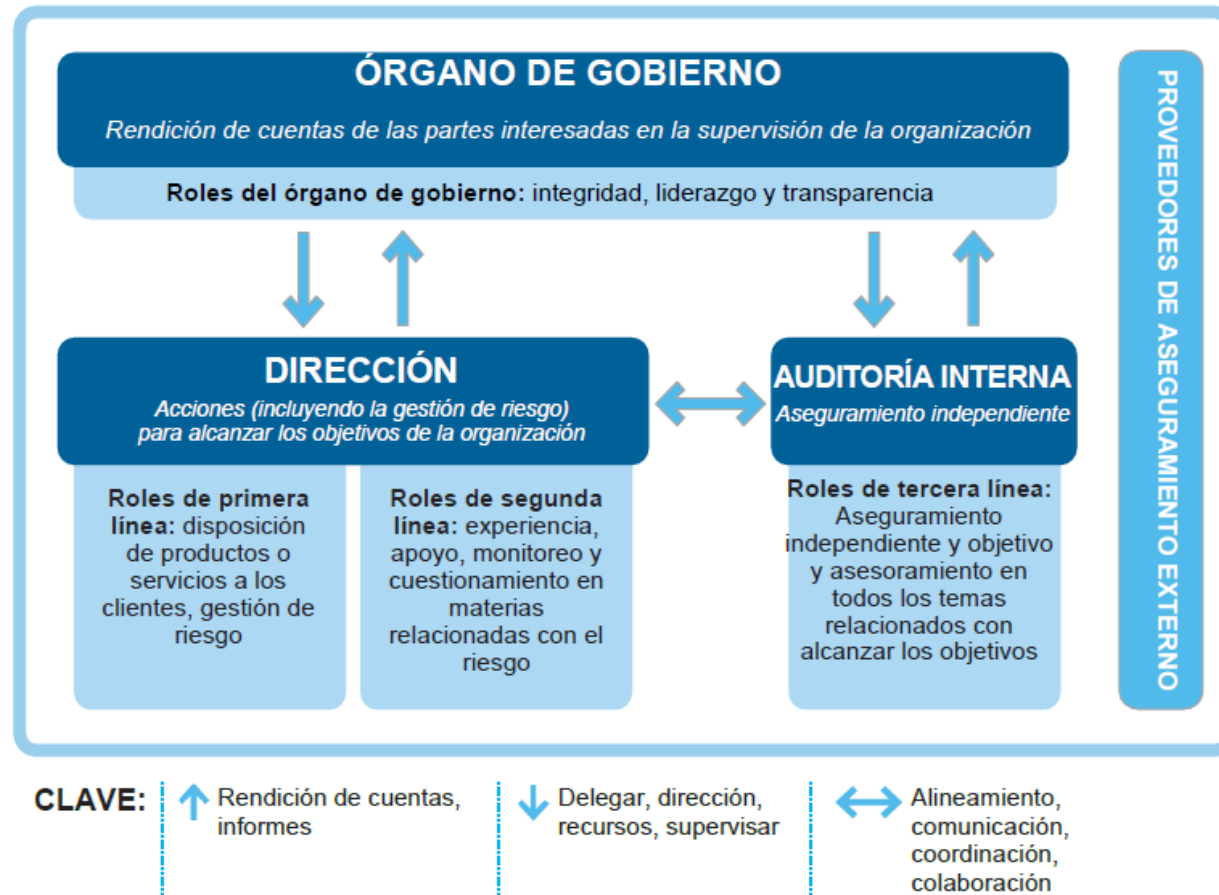 ÓRGANO DE GOBIERNO
Rendición de cuentas de las partes interesadas en la supervisión de la organización
Roles del órgano de gobierno: integridad, liderazgo y transparencia
DIRECCIÓN
Acciones (incluyendo la gestión de riesgo)
para alcanzar los objetivos de la organización
Roles de primera
línea: disposición
de productos o
servicios a los
clientes, gestión de
riesgo
Roles de segunda
línea: experiencia,
apoyo, monitoreo y
cuestionamiento en
materias
relacionadas con el
riesgo
AUDITORÍA INTERNA
Aseguramiento independiente
Roles de tercera línea:
Aseguramiento
independiente y objetivo
y asesoramiento en
todos los temas
relacionados con
alcanzar los objetivos
PROVEEDORES DE ASEGURAMIENTO EXTERNO
CLAVE:
Rendición de cuentas,
informes
Delegar, dirección,
recursos, supervisar
Alineamiento,
comunicación,
coordinación,
colaboración